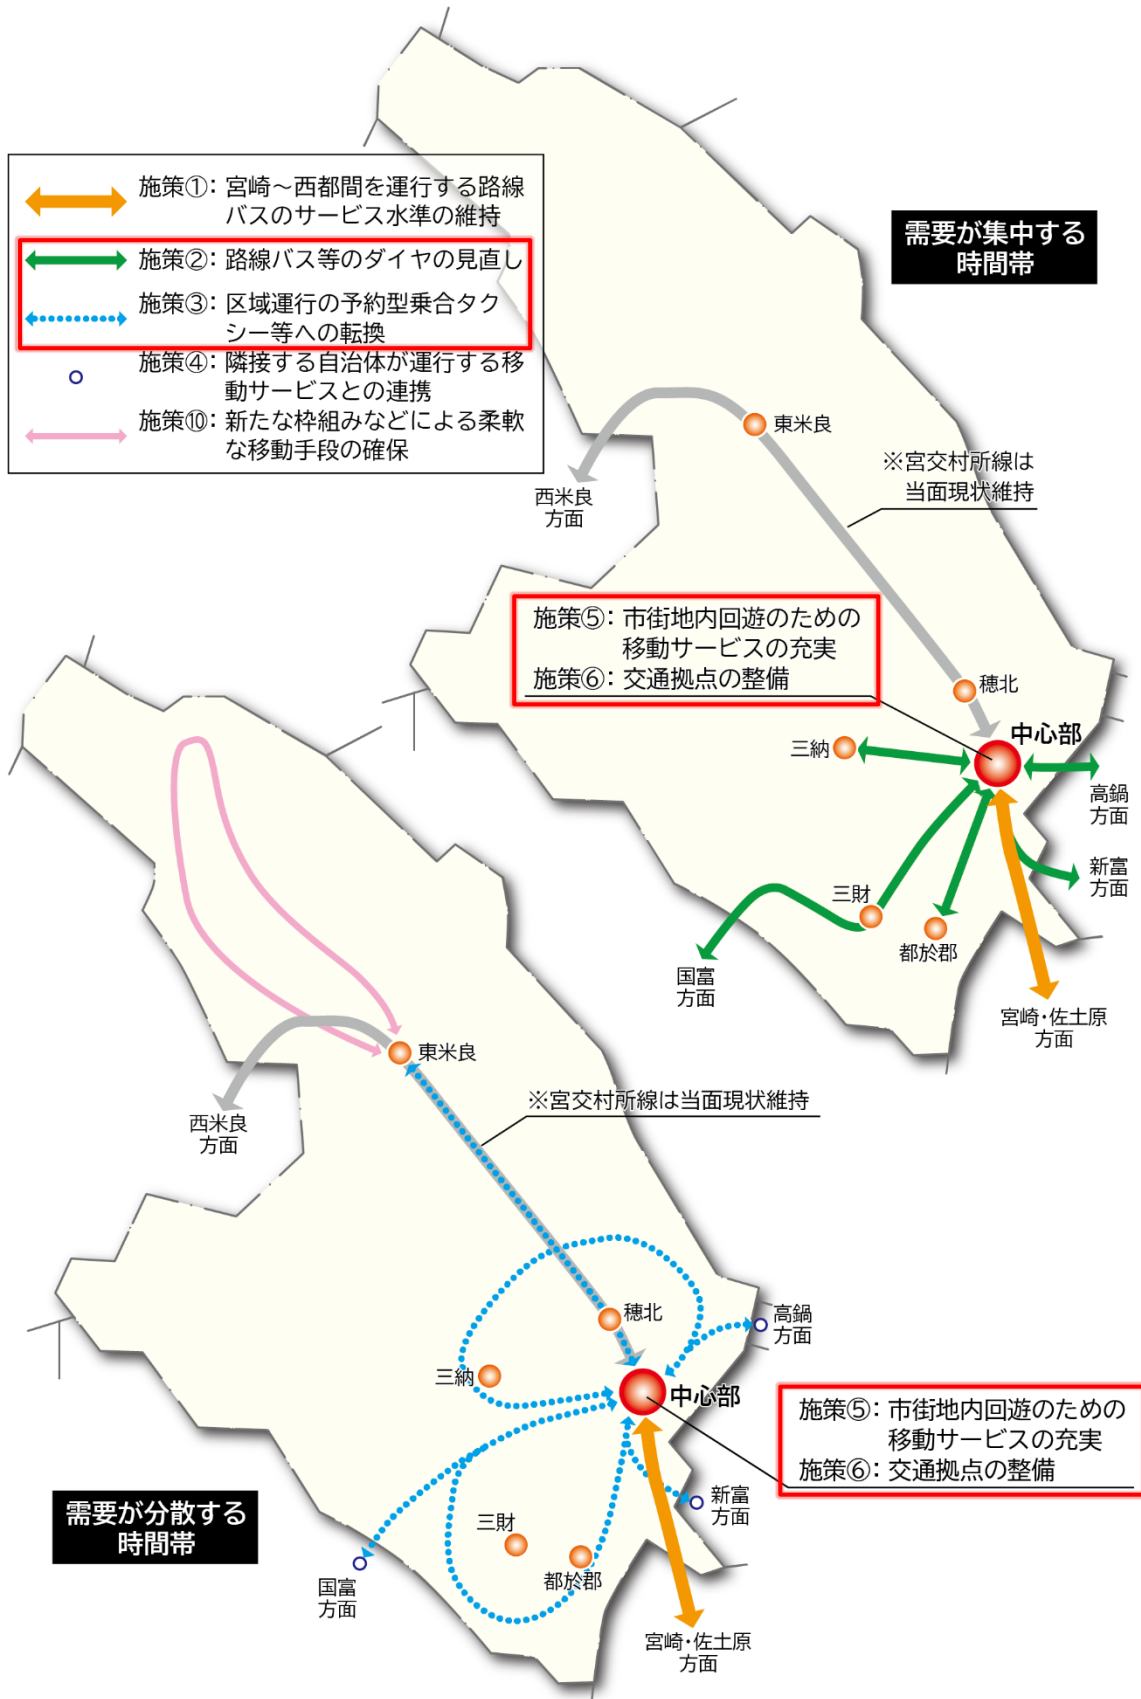 施策①：宮崎～西都間を運行する路線
バスのサービス水準の維持
施策②：路線バス等のダイヤの見直し
施策③：区域運行の予約型乗合タク
シー等への転換
施策④：隣接する自治体が運行する移
動サービスとの連携
施策⑩：新たな枠組みなどによる柔軟
な移動手段の確保
需要が集中する
時間帯
東米良
西米良
方面
※宮交村所線は
当面現状維持
施策⑤：市街地内回遊のための
移動サービスの充実
施策⑥：交通拠点の整備
穂北
中心部
三納
高鍋
方面
新富
方面
三財
都於郡
国富
方面
宮崎・佐土原
方面
東米良
西米良
方面
※宮交村所線は当面現状維持
穂北
高鍋
方面
三納
中心部
施策⑤：市街地内回遊のための
移動サービスの充実
施策⑥：交通拠点の整備
需要が分散する
時間帯
新富
方面
三財
都於郡
国富
方面
宮崎・佐土原
方面